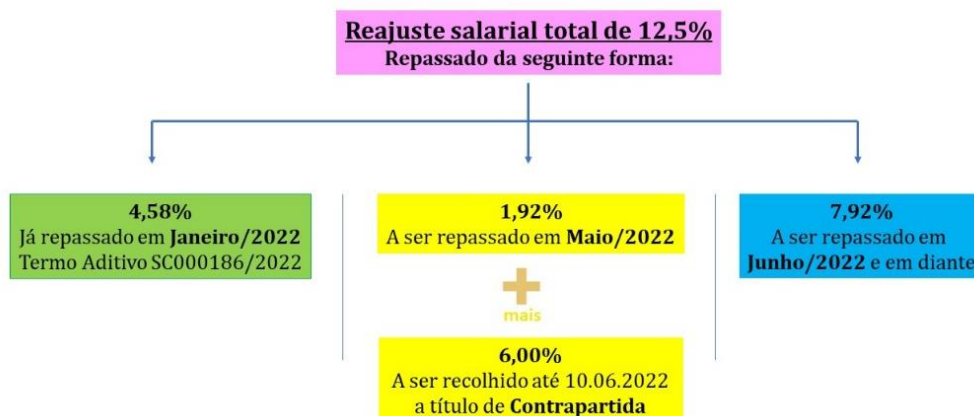 Reajuste salarial total de 12,5%
Repassado da seguinte forma:
4,58%
Já repassado em Janeiro/2022
Termo Aditivo SC000186/2022
1,92%
A ser repassado em Maio/2022
mais
6,00%
A ser recolhido até 10.06.2022
a título de Contrapartida
7,92%
A ser repassado em
Junho/2022 e em diante